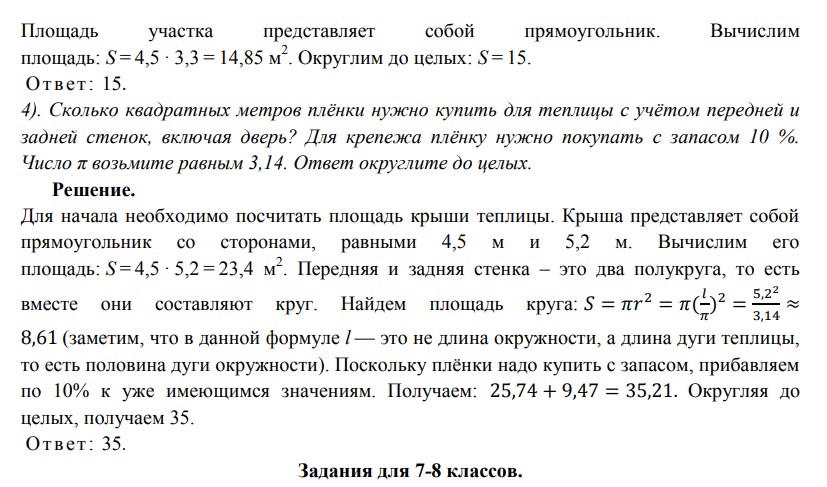 Площадь участка представляет собой прямоугольник. Вычислим
площадь: S = 4,5 · 3,3 = 14,85 м². Округлим до целых: S = 15.
Ответ: 15.
4). Сколько квадратных метров плёнки нужно купить для теплицы с учётом передней и
задней стенок, включая дверь? Для крепежа плёнку нужно покупать с запасом 10 %.
Число π возьмите равным 3,14. Ответ округлите до целых.
Решение.
Для начала необходимо посчитать площадь крыши теплицы. Крыша представляет собой
прямоугольник со сторонами, равными 4,5 м и 5,2 м. Вычислим его
площадь: S = 4,5 · 5,2 = 23,4 м². Передняя и задняя стенка – это два полукруга, то есть
вместе они составляют круг. Найдем площадь круга: S = πr² = π(l/π)² = 5,2²/3,14 ≈
8,61 (заметим, что в данной формуле l — это не длина окружности, а длина дуги теплицы,
то есть половина дуги окружности). Поскольку плёнки надо купить с запасом, прибавляем
по 10% к уже имеющимся значениям. Получаем: 25,74 + 9,47 = 35,21. Округляя до
целых, получаем 35.
Ответ: 35.
Задания для 7-8 классов.